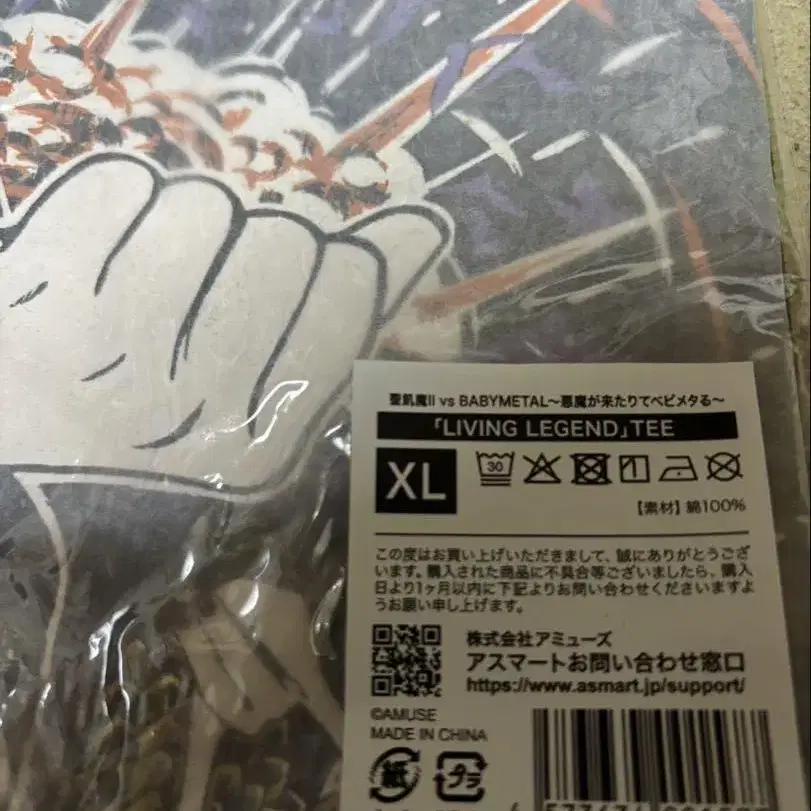 聖飢魔II vs BABYMETAL〜悪魔が来たりてベビメタる〜
「LIVING LEGEND」TEE
XL
30
【素材】綿100%
この度はお買い上げいただきまして、誠にありがとうござ
います。購入された商品に不具合等ございましたら、購入
日より1ヶ月以内に下記よりお問い合わせくださいますよ
うお願い申し上げます。
株式会社アミューズ
アスマートお問い合わせ窓口
https://www.asmart.jp/support/
©AMUSE
MADE IN CHINA
紙
プラ